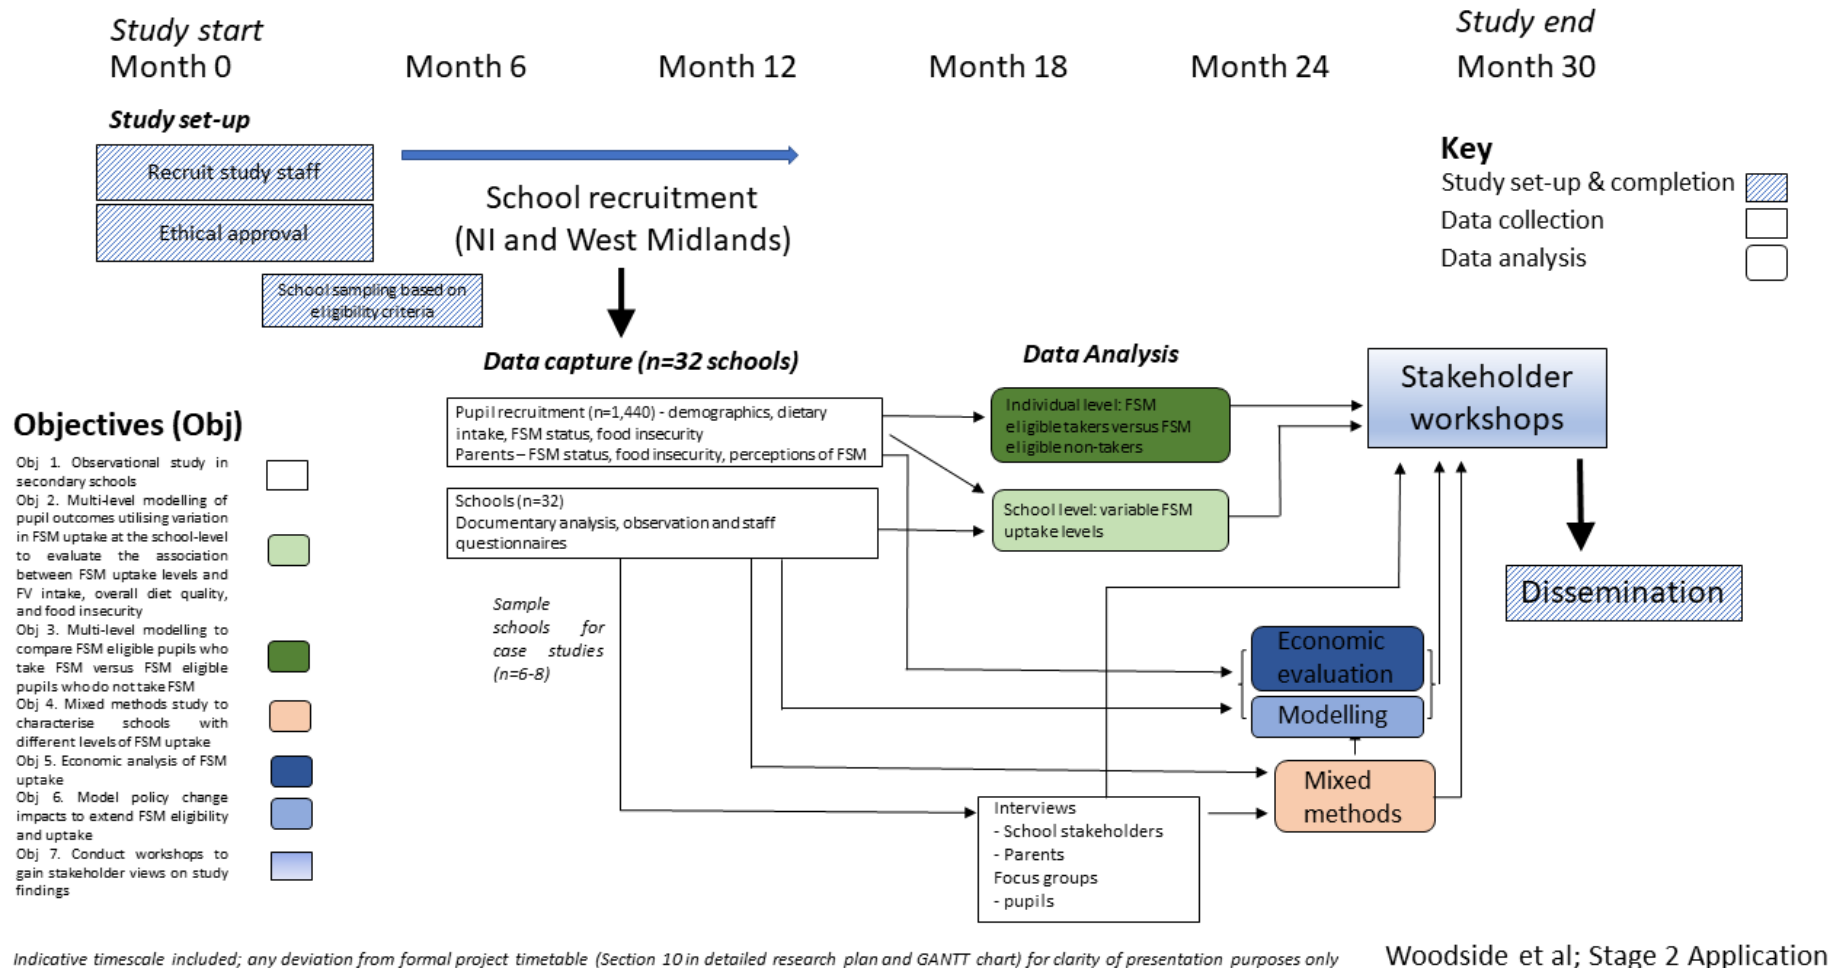 Study start
Study end
Month 0
Month 6
Month 12
Month 18
Month 24
Month 30
Study set-up
Recruit study staff
Ethical approval
School sampling based on
eligibility criteria
School recruitment
(NI and West Midlands)
Key
Study set-up & completion
Data collection
Data analysis
Data capture (n=32 schools)
Data Analysis
Pupil recruitment (n=1,440) - demographics, dietary
intake, FSM status, food insecurity
Parents – FSM status, food insecurity, perceptions of FSM
Schools (n=32)
Documentary analysis, observation and staff
questionnaires
Individual level: FSM
eligible takers versus FSM
eligible non-takers
School level: variable FSM
uptake levels
Stakeholder
workshops
Dissemination
Sample
schools for
case studies
(n=6-8)
Economic
evaluation
Modelling
Mixed
methods
Interviews
- School stakeholders
- Parents
Focus groups
- pupils
Objectives (Obj)
Obj 1. Observational study in
secondary schools
Obj 2. Multi-level modelling of
pupil outcomes utilising variation
in FSM uptake at the school-level
to evaluate the association
between FSM uptake levels and
FV intake, overall diet quality,
and food insecurity
Obj 3. Multi-level modelling to
compare FSM eligible pupils who
take FSM versus FSM eligible
pupils who do not take FSM
Obj 4. Mixed methods study to
characterise schools with
different levels of FSM uptake
Obj 5. Economic analysis of FSM
uptake
Obj 6. Model policy change
impacts to extend FSM eligibility
and uptake
Obj 7. Conduct workshops to
gain stakeholder views on study
findings
Indicative timescale included; any deviation from formal project timetable (Section 10 in detailed research plan and GANTT chart) for clarity of presentation purposes only
Woodside et al; Stage 2 Application